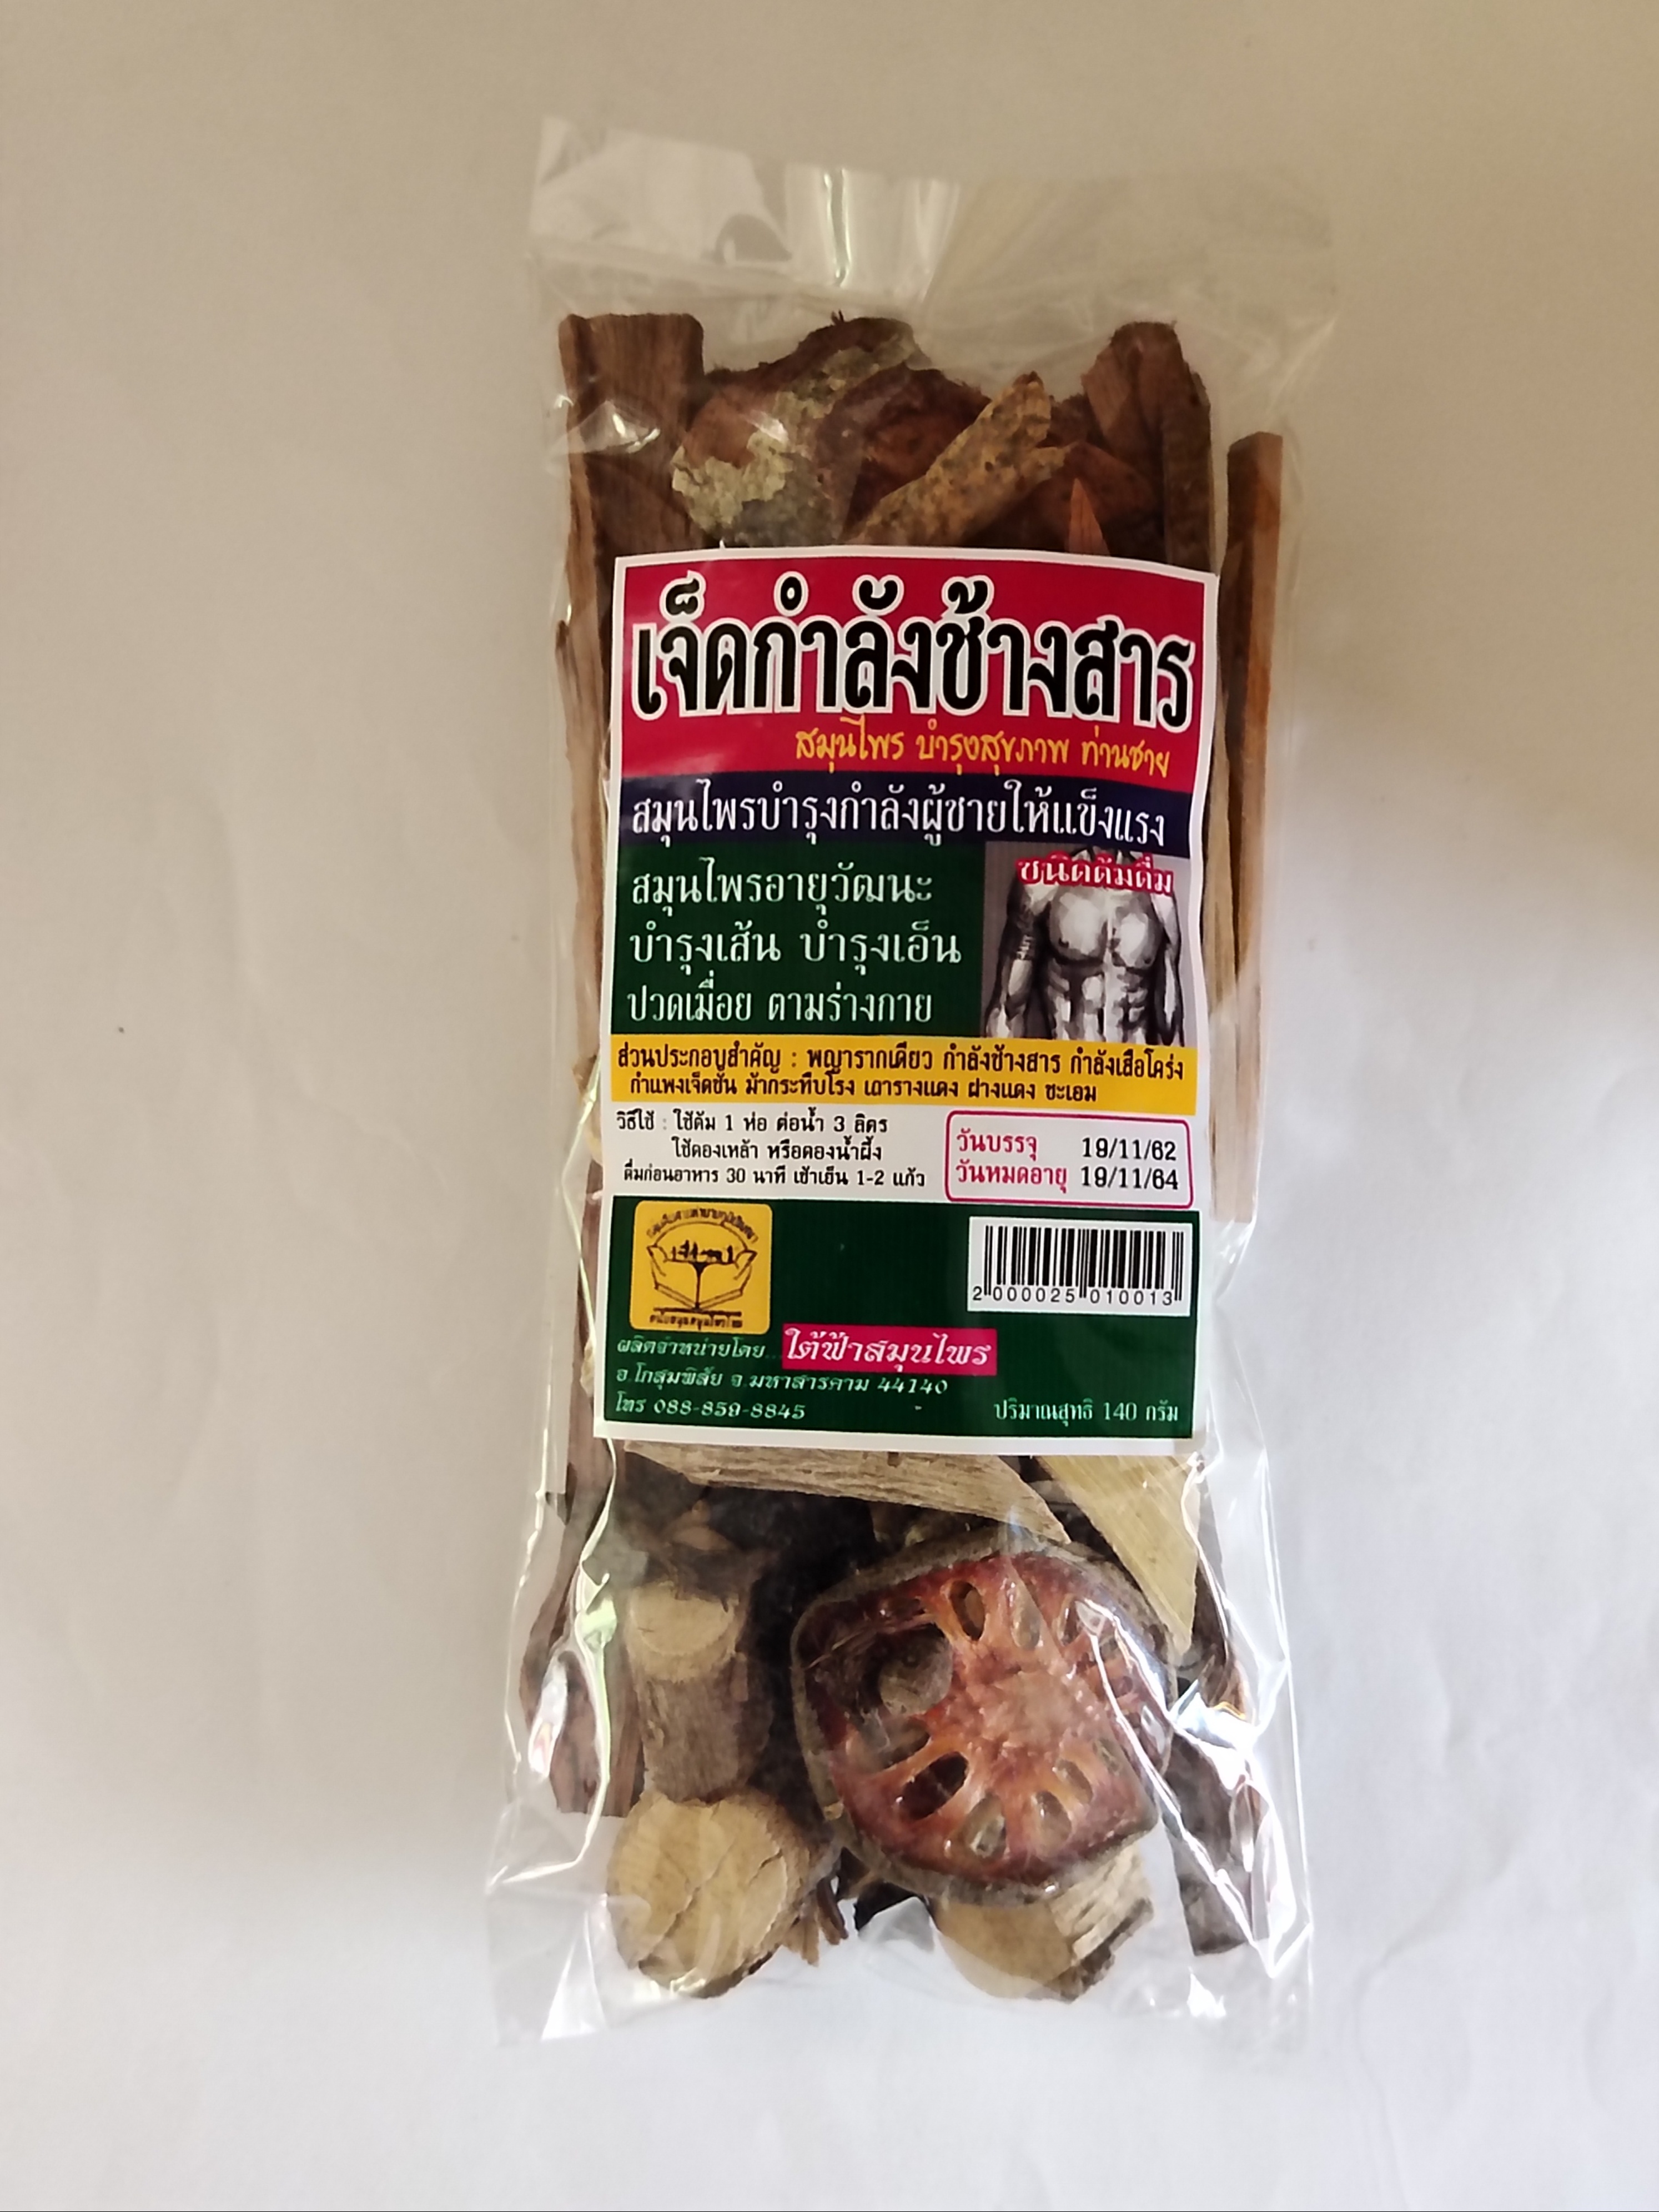 เจ็ดกำลังช้างสาร
สมุนไพร บำรุงสุขภาพ ท่านชาย
สมุนไพรบำรุงกำลังผู้ชายให้แข็งแรง
ชนิดต้มดื่ม
สมุนไพรอายุวัฒนะ
บำรุงเส้น บำรุงเอ็น
ปวดเมื่อย ตามร่างกาย
ส่วนประกอบสำคัญ : พญารากเดียว กำลังช้างสาร กำลังเสือโคร่ง
กำแพงเจ็ดชั้น ม้ากระทืบโรง เถารางแดง ฝางแดง ชะเอม
วิธีใช้ : ใช้ต้ม 1 ห่อ ต่อน้ำ 3 ลิตร
ใช้ดองเหล้า หรือดองน้ำผึ้ง
ดื่มก่อนอาหาร 30 นาที เช้าเย็น 1-2 แก้ว
วันบรรจุ 19/11/62
วันหมดอายุ 19/11/64
2 000025 010013
ผลิตจำหน่ายโดย... ใต้ฟ้าสมุนไพร
อ.โกสุมพิสัย จ.มหาสารคาม 44140
โทร 088-859-8845
ปริมาณสุทธิ 140 กรัม